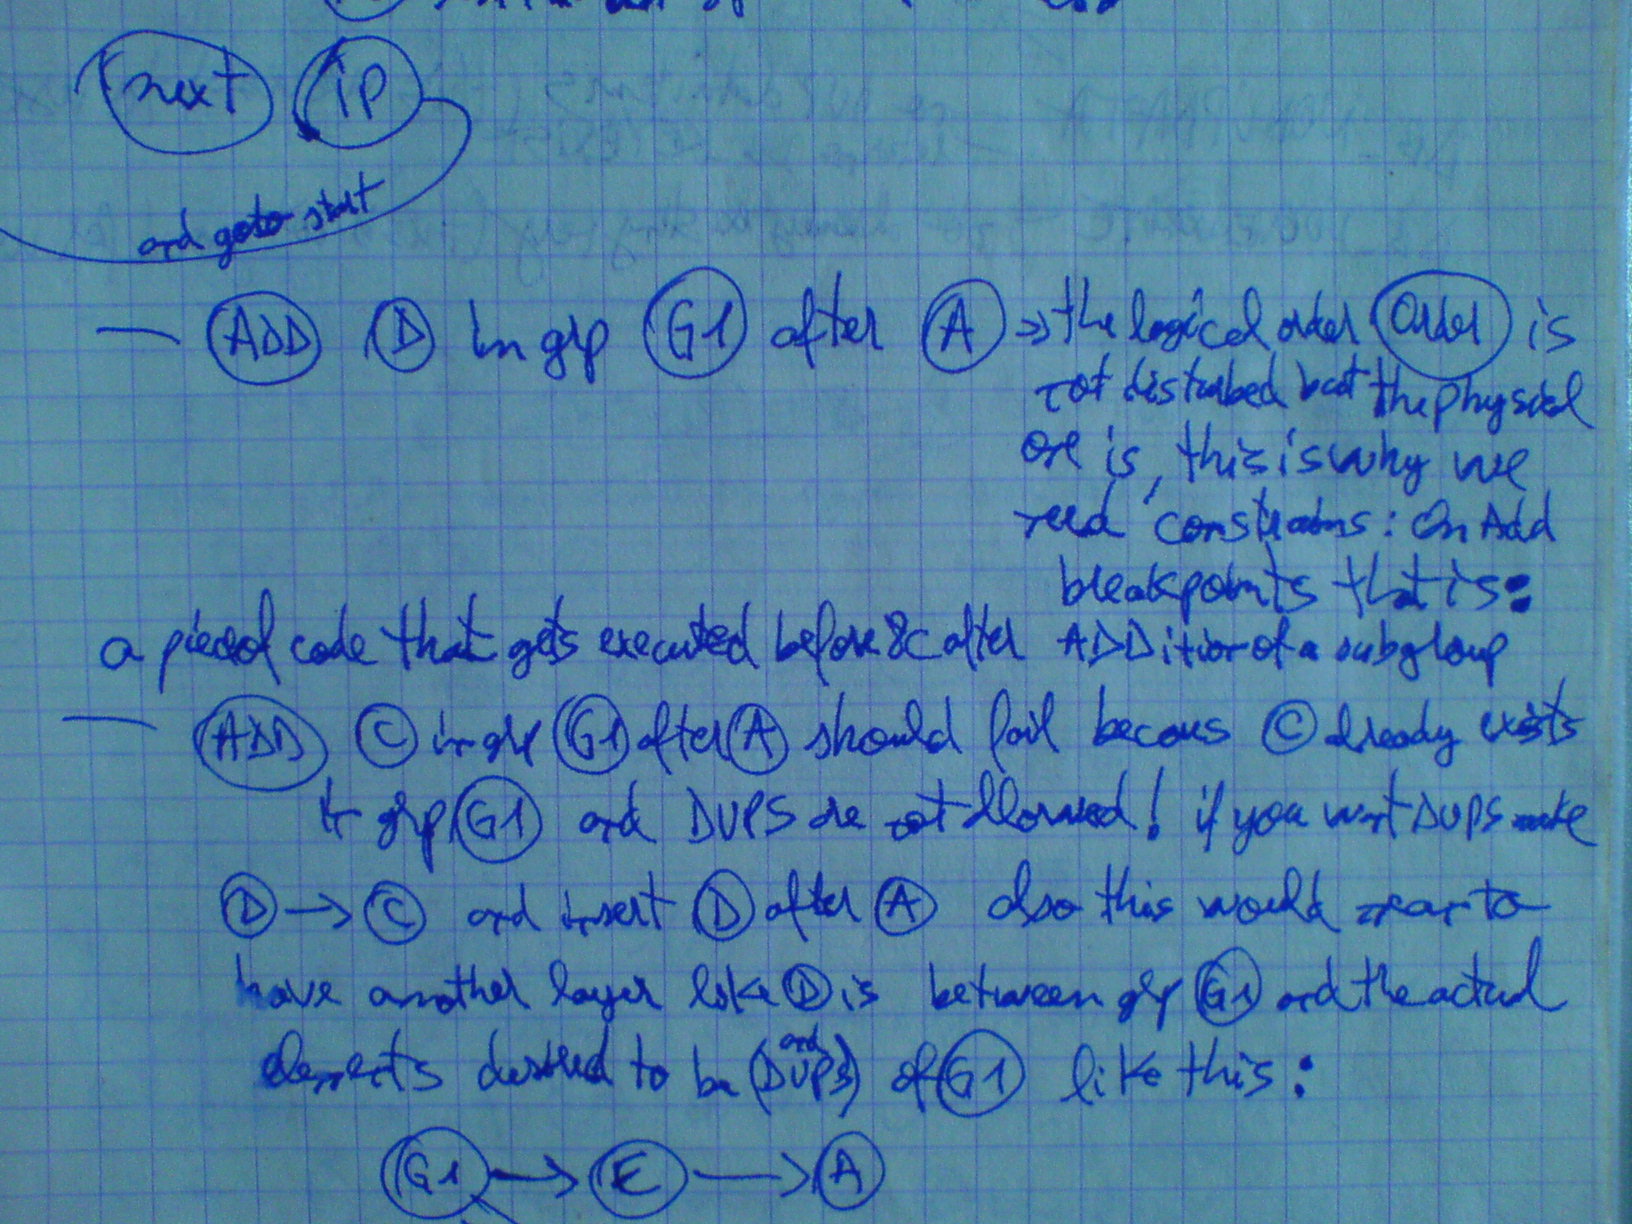 next ip
and goto start
— ADD D in grp G1 after A => the logical order order is
not disturbed but the physical
one is, this is why we
need constrains: On Add
breakpoints that is:
a piece of code that gets executed before & after ADDition of a subgroup
— ADD C in grp G1 after A should fail becaus C already exists
in grp G1 and DUPS are not allowed! if you want DUPS make
D → C and insert D after A also this would mean to
have another layer like D is between grp G1 and the actual
elements desired to be (and DUPS) of G1 like this:
G1 → E → A